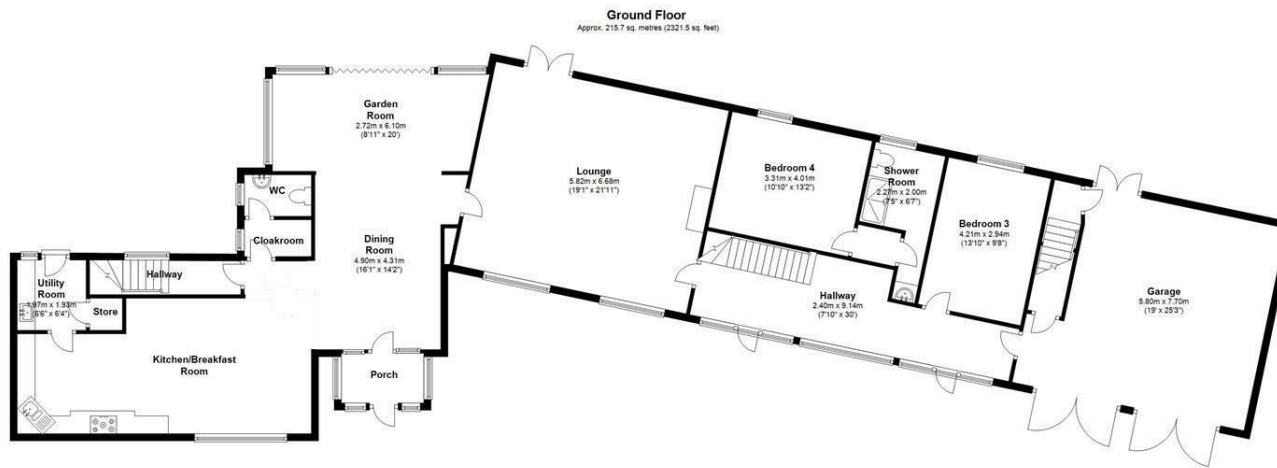 Ground Floor
Approx. 215.7 sq. metres (2321.5 sq. feet)
Garden
Room
2.72m x 6.10m
(8'11" x 20')
WC
Cloakroom
Dining
Room
4.90m x 4.31m
(16'1" x 14'2")
Hallway
Utility
Room
1.97m x 1.93m
(6'6" x 6'4")
Store
Kitchen/Breakfast
Room
Porch
Lounge
5.82m x 6.68m
(19'1" x 21'11")
Bedroom 4
3.31m x 4.01m
(10'10" x 13'2")
Shower
Room
2.27m x 2.00m
(7'5" x 6'7")
Bedroom 3
4.21m x 2.94m
(13'10" x 9'8")
Hallway
2.40m x 9.14m
(7'10" x 30')
Garage
5.80m x 7.70m
(19' x 25'3")